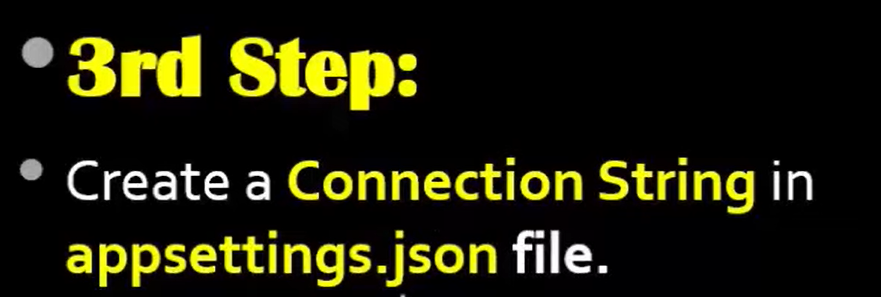 3rd Step:
Create a Connection String in
appsettings.json file.